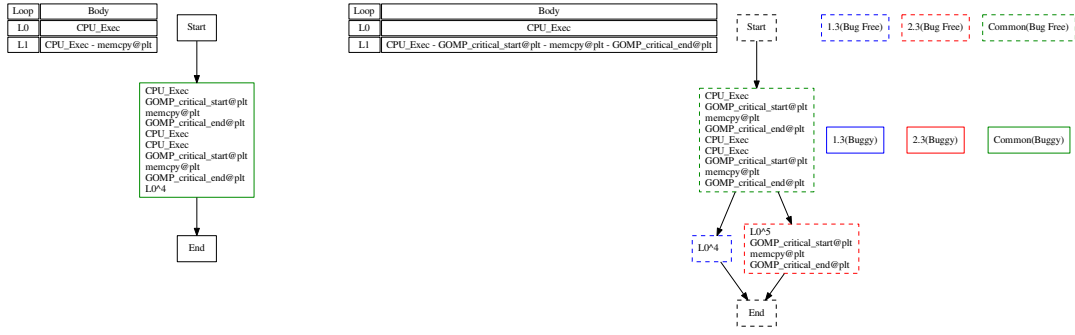 Loop Body
L0 CPU_Exec
L1 CPU_Exec - memcpy@plt
Start
CPU_Exec
GOMP_critical_start@plt
memcpy@plt
GOMP_critical_end@plt
CPU_Exec
CPU_Exec
GOMP_critical_start@plt
memcpy@plt
GOMP_critical_end@plt
L0^4
End
Loop Body
L0 CPU_Exec
L1 CPU_Exec - GOMP_critical_start@plt - memcpy@plt - GOMP_critical_end@plt
Start
CPU_Exec
GOMP_critical_start@plt
memcpy@plt
GOMP_critical_end@plt
CPU_Exec
CPU_Exec
GOMP_critical_start@plt
memcpy@plt
GOMP_critical_end@plt
L0^4
L0^5
GOMP_critical_start@plt
memcpy@plt
GOMP_critical_end@plt
End
1.3(Bug Free) 2.3(Bug Free) Common(Bug Free)
1.3(Buggy) 2.3(Buggy) Common(Buggy)